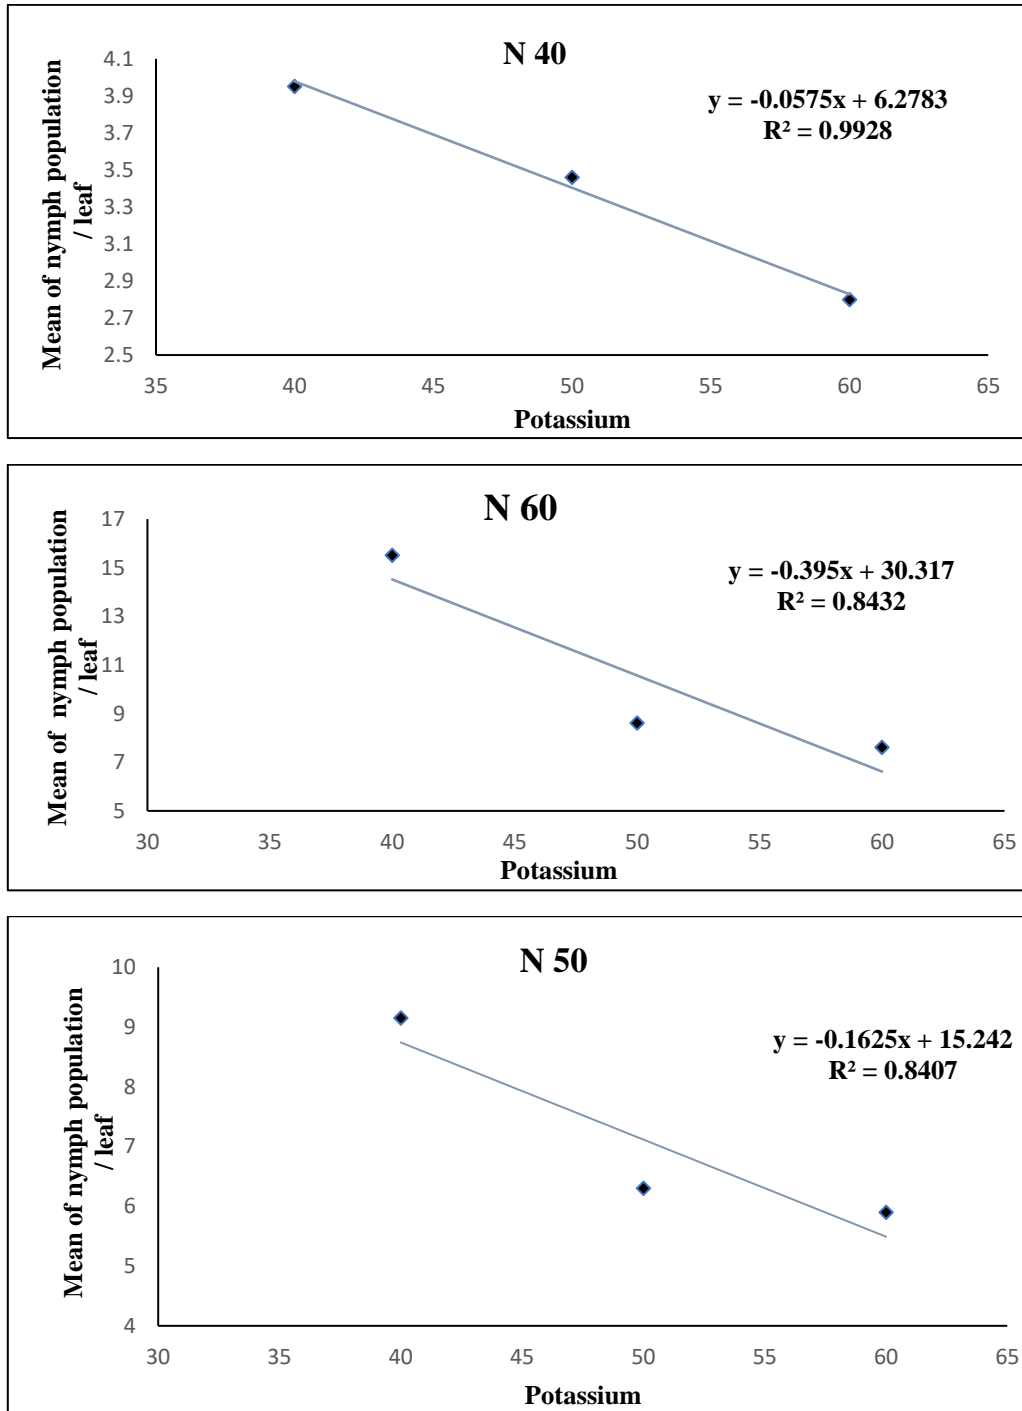 N 40
y = -0.0575x + 6.2783
R² = 0.9928
Mean of nymph population
/ leaf
4.1
3.9
3.7
3.5
3.3
3.1
2.9
2.7
2.5
35 40 45 50 55 60 65
Potassium
N 60
y = -0.395x + 30.317
R² = 0.8432
Mean of nymph population
/ leaf
17
15
13
11
9
7
5
30 35 40 45 50 55 60 65
Potassium
N 50
y = -0.1625x + 15.242
R² = 0.8407
Mean of nymph population
/ leaf
10
9
8
7
6
5
4
30 35 40 45 50 55 60 65
Potassium